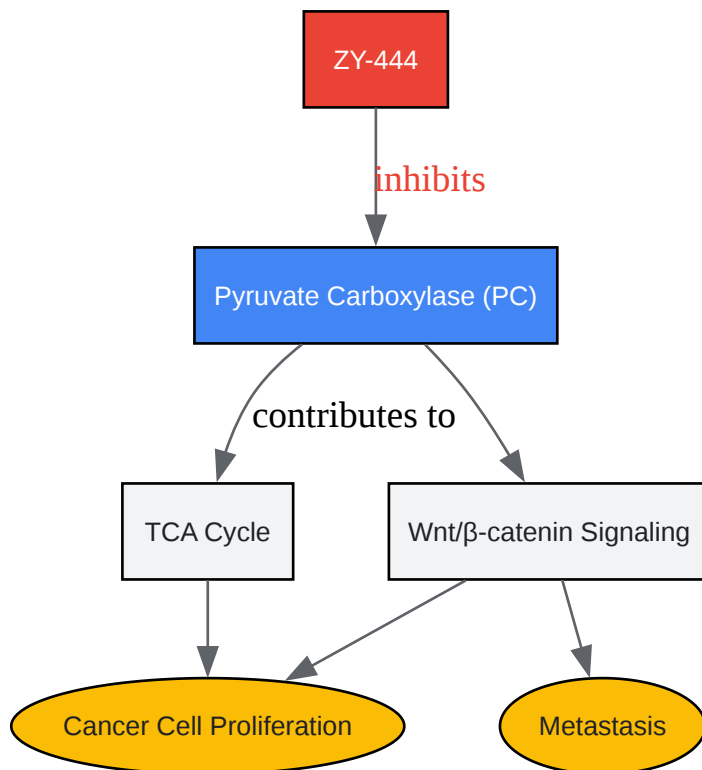 ZY-444
inhibits
Pyruvate Carboxylase (PC)
contributes to
TCA Cycle
Wnt/β-catenin Signaling
Cancer Cell Proliferation
Metastasis